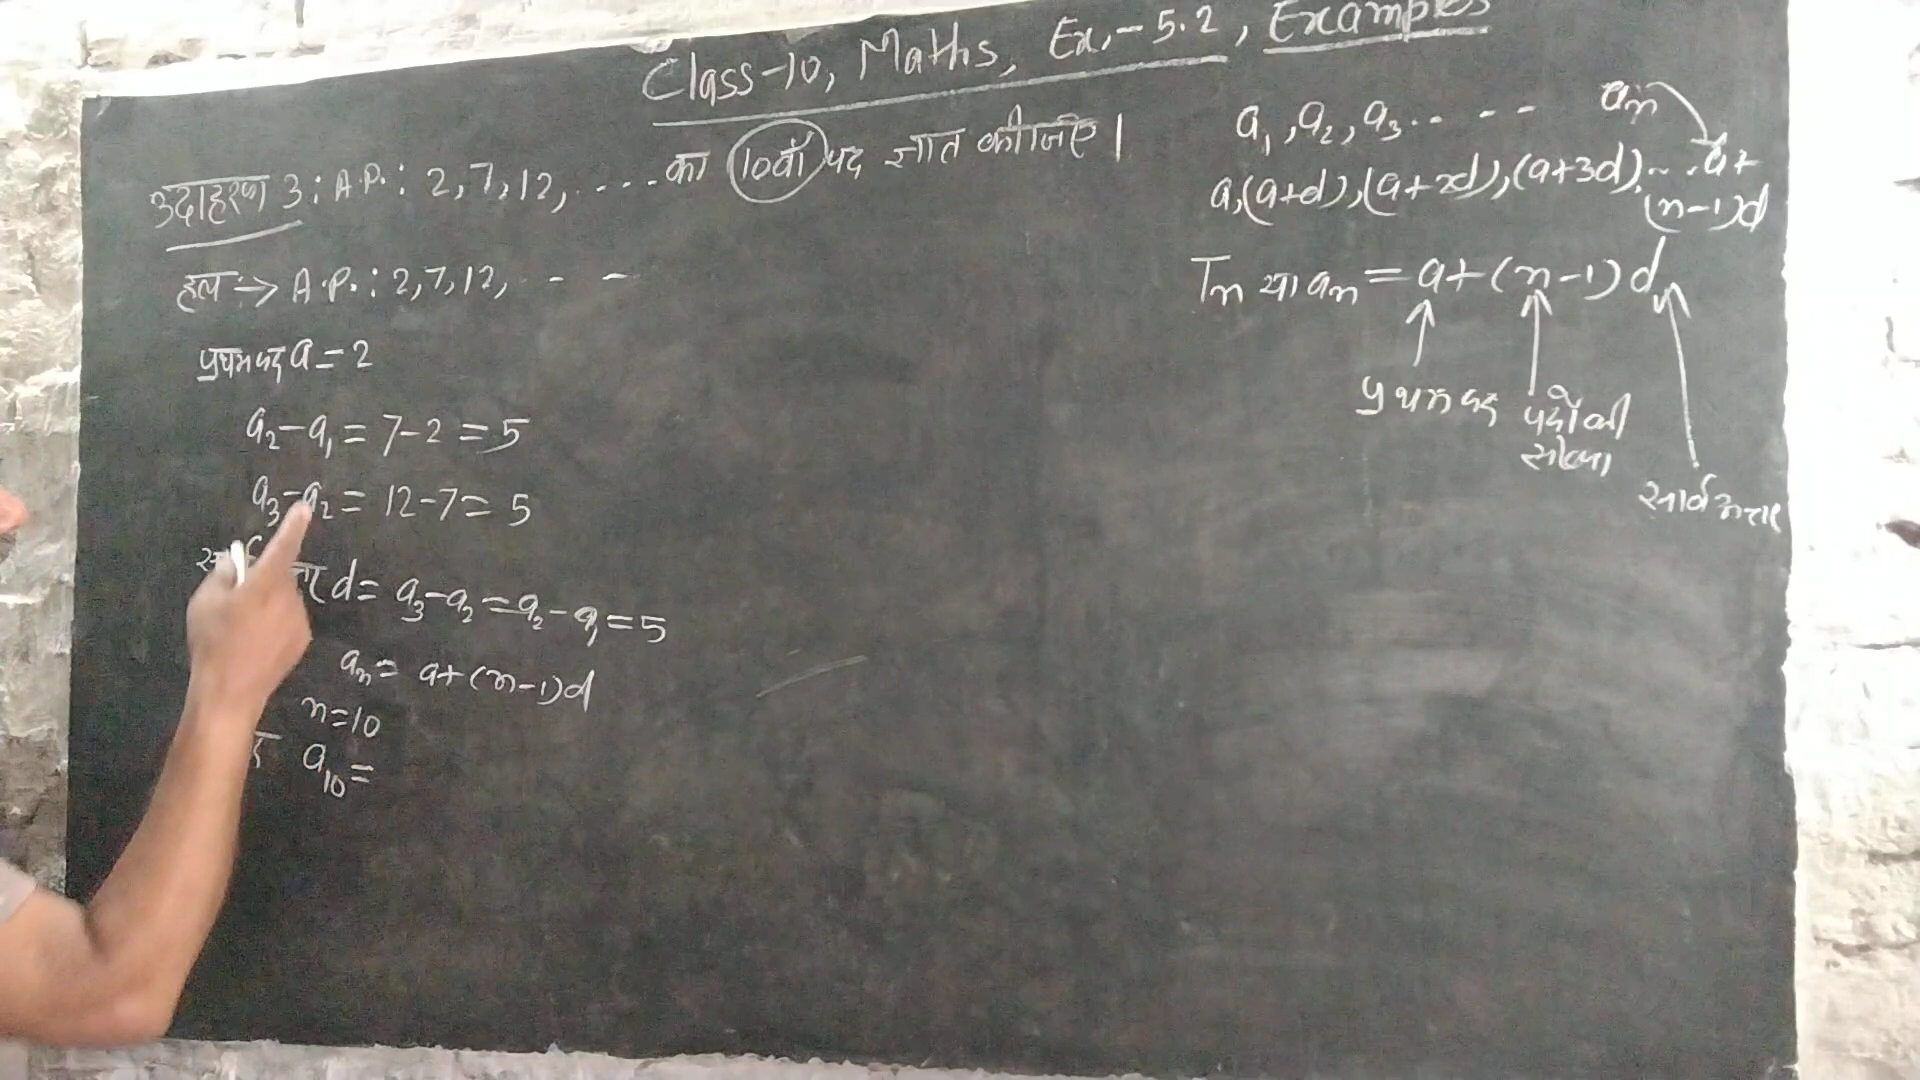 Class-10, Maths, Ex.-5.2, Examples
उदाहरण 3: A.P.: 2,7,12,.... का 10वाँ पद ज्ञात कीजिए।
हल:→ A.P.: 2,7,12, - -
प्रथम पद a=2
a₂-a₁= 7-2 =5
a₃-a₂= 12-7= 5
d= a₃-a₂=a₂-a₁=5
aₙ= a+(n-1)d
n=10
a₁₀=
a₁,a₂,a₃.. - - - aₙ
a,(a+d),(a+2d),(a+3d),....a+
(n-1)d
Tₙ या aₙ=a+(n-1)d
प्रथम पद पदों की
संख्या
सार्व अन्तर